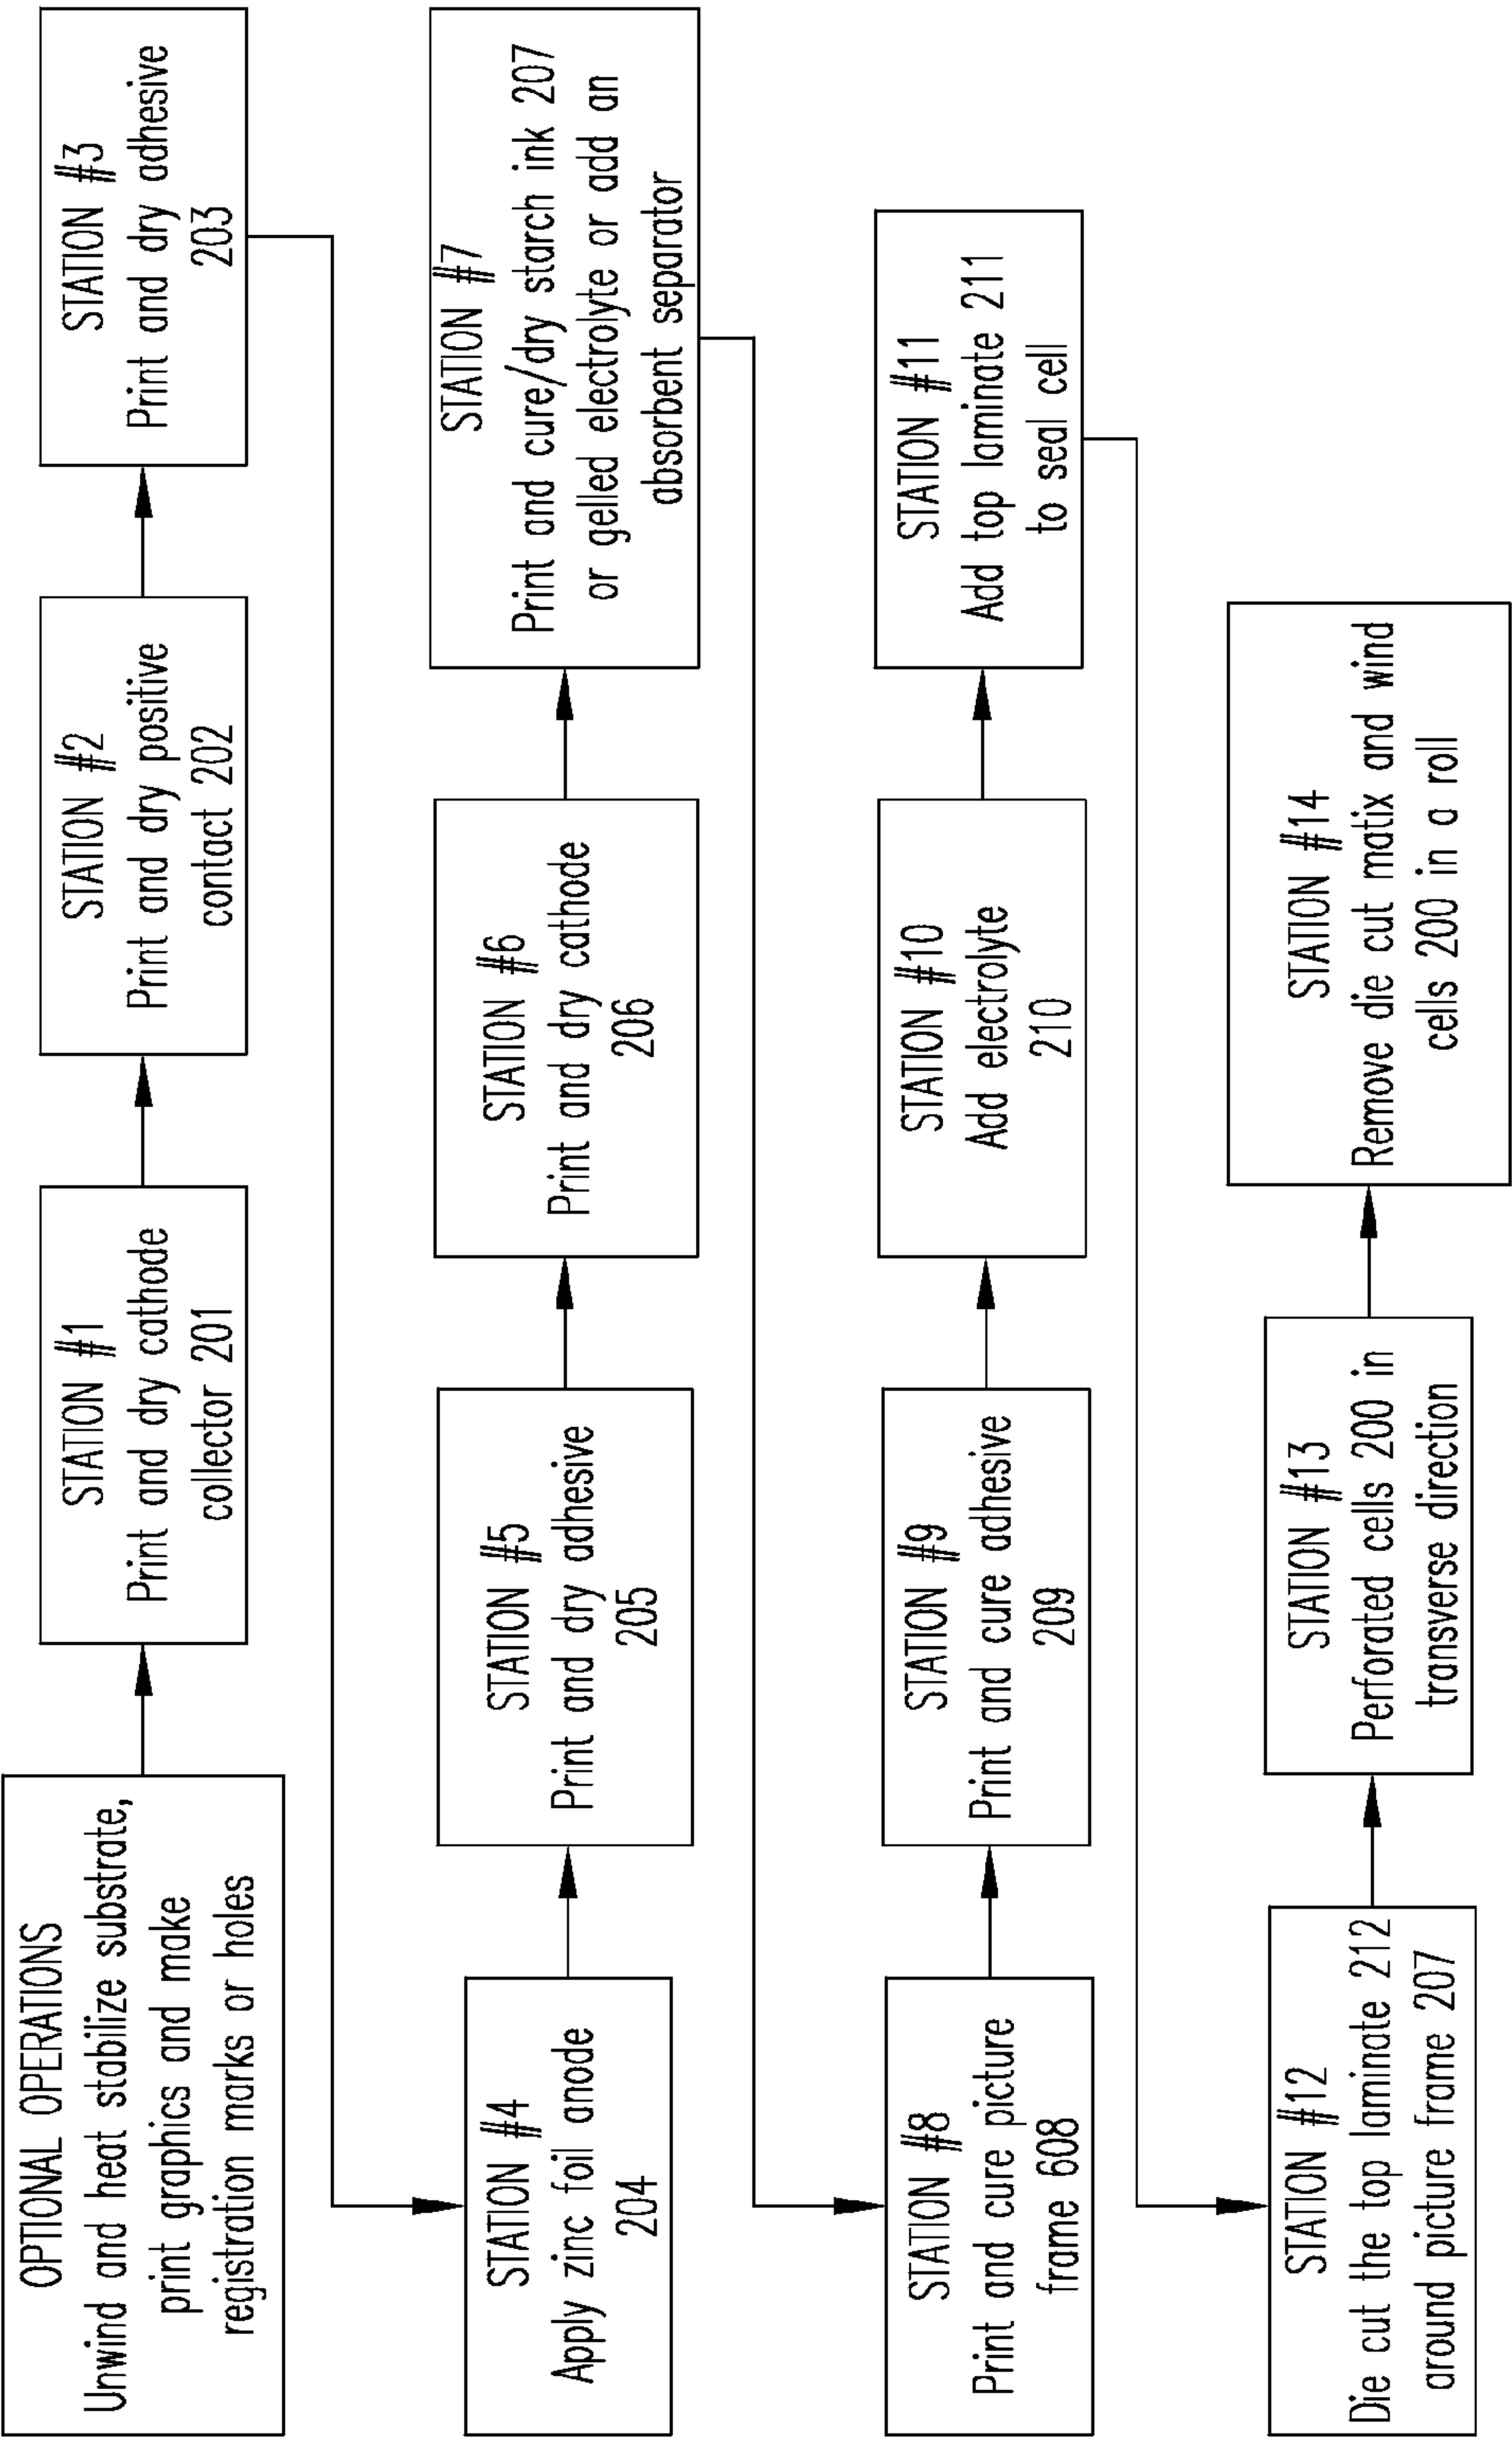 OPTIONAL OPERATIONS
Unwind and heat stabilize substrate,
print graphics and make
registration marks or holes
STATION #1
Print and dry cathode
collector 201
STATION #2
Print and dry positive
contact 202
STATION #3
Print and dry adhesive
203
STATION #4
Apply zinc foil anode
204
STATION #5
Print and dry adhesive
205
STATION #6
Print and dry cathode
206
STATION #7
Print and cure/dry starch ink 207
or gelled electrolyte or add an
absorbent separator
STATION #8
Print and cure picture
frame 608
STATION #9
Print and cure adhesive
209
STATION #10
Add electrolyte
210
STATION #11
Add top laminate 211
to seal cell
STATION #12
Die cut the top laminate 212
around picture frame 207
STATION #13
Perforated cells 200 in
transverse direction
STATION #14
Remove die cut matix and wind
cells 200 in a roll